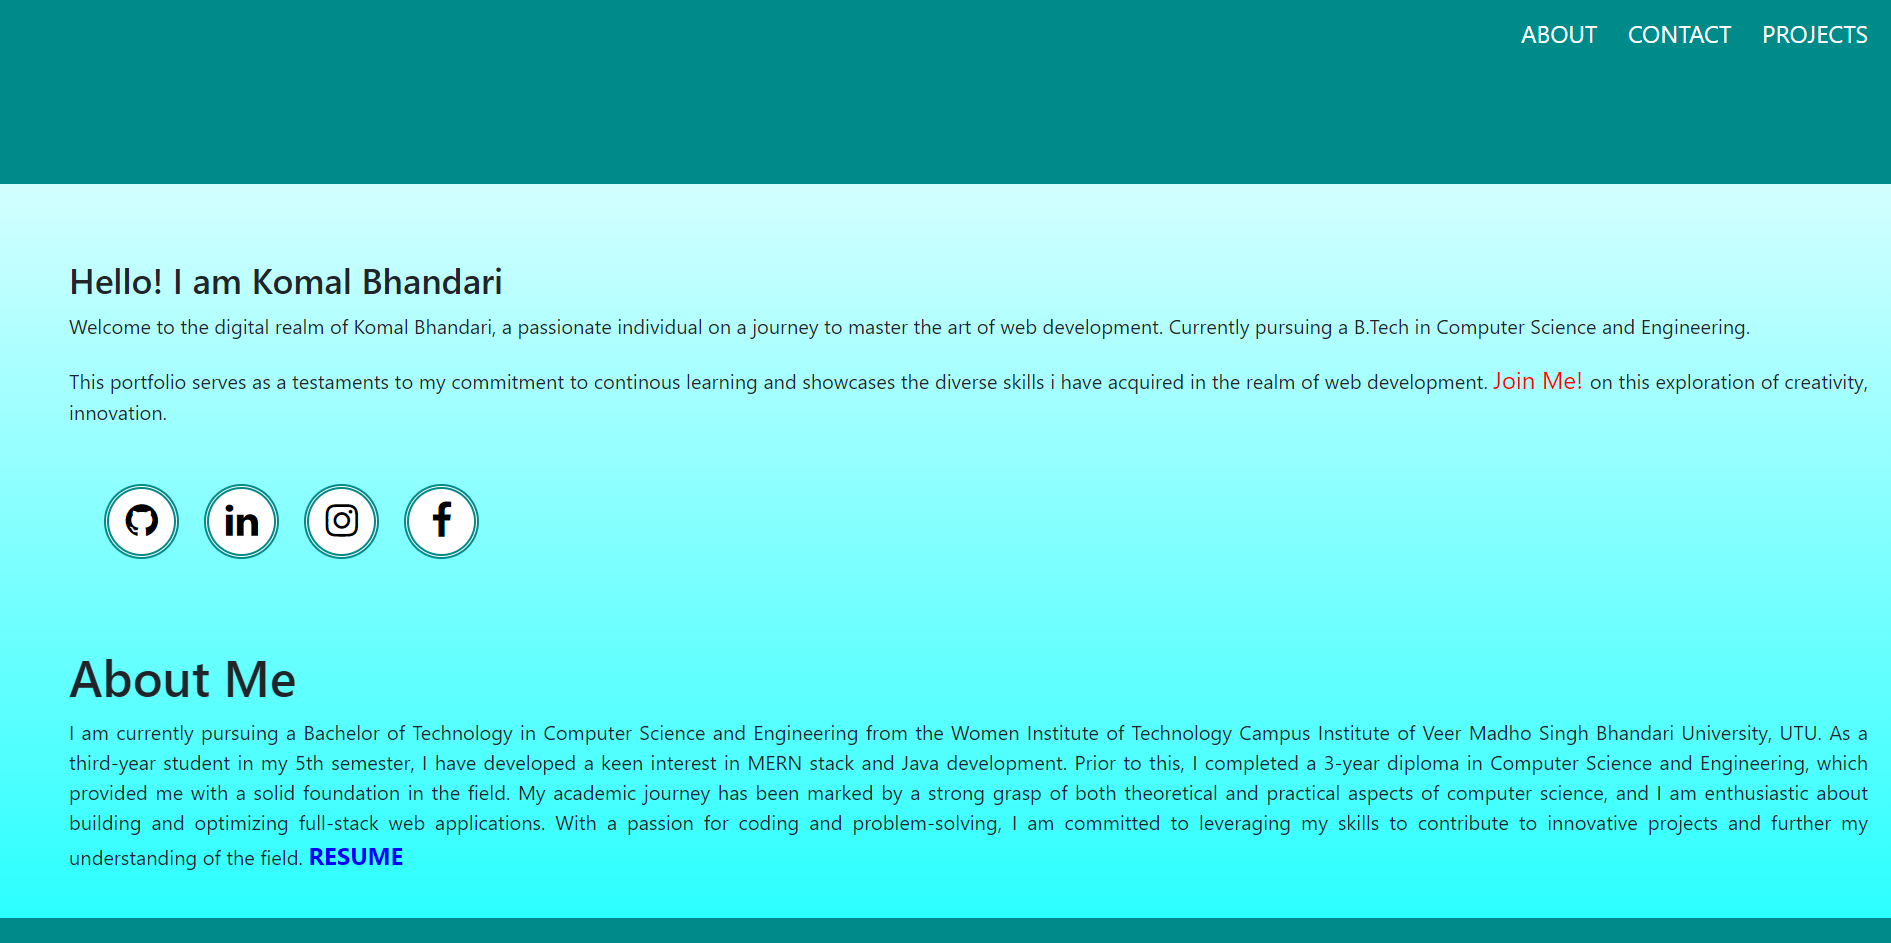 ABOUT CONTACT PROJECTS
Hello! I am Komal Bhandari
Welcome to the digital realm of Komal Bhandari, a passionate individual on a journey to master the art of web development. Currently pursuing a B.Tech in Computer Science and Engineering.
This portfolio serves as a testaments to my commitment to continous learning and showcases the diverse skills i have acquired in the realm of web development. Join Me! on this exploration of creativity,
innovation.
in
f
About Me
I am currently pursuing a Bachelor of Technology in Computer Science and Engineering from the Women Institute of Technology Campus Institute of Veer Madho Singh Bhandari University, UTU. As a
third-year student in my 5th semester, I have developed a keen interest in MERN stack and Java development. Prior to this, I completed a 3-year diploma in Computer Science and Engineering, which
provided me with a solid foundation in the field. My academic journey has been marked by a strong grasp of both theoretical and practical aspects of computer science, and I am enthusiastic about
building and optimizing full-stack web applications. With a passion for coding and problem-solving, I am committed to leveraging my skills to contribute to innovative projects and further my
understanding of the field. RESUME